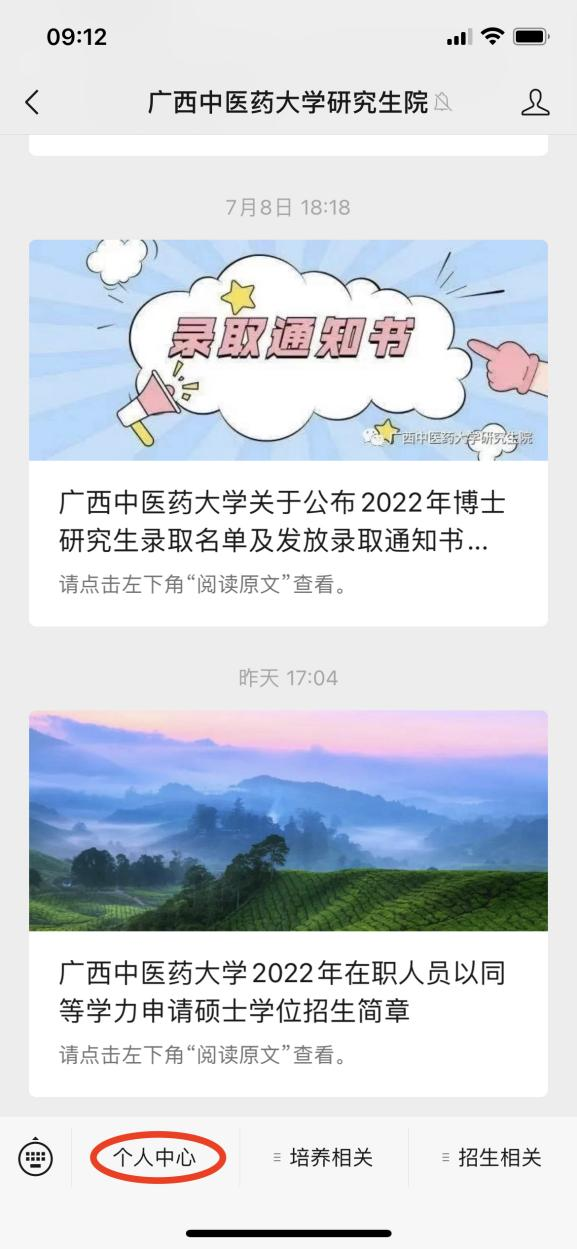 09:12
广西中医药大学研究生院
7月8日 18:18
录取通知书
广西中医药大学研究生院
广西中医药大学关于公布2022年博士
研究生录取名单及发放录取通知书...
请点击左下角“阅读原文”查看。
昨天 17:04
广西中医药大学2022年在职人员以同
等学力申请硕士学位招生简章
请点击左下角“阅读原文”查看。
个人中心
培养相关
招生相关